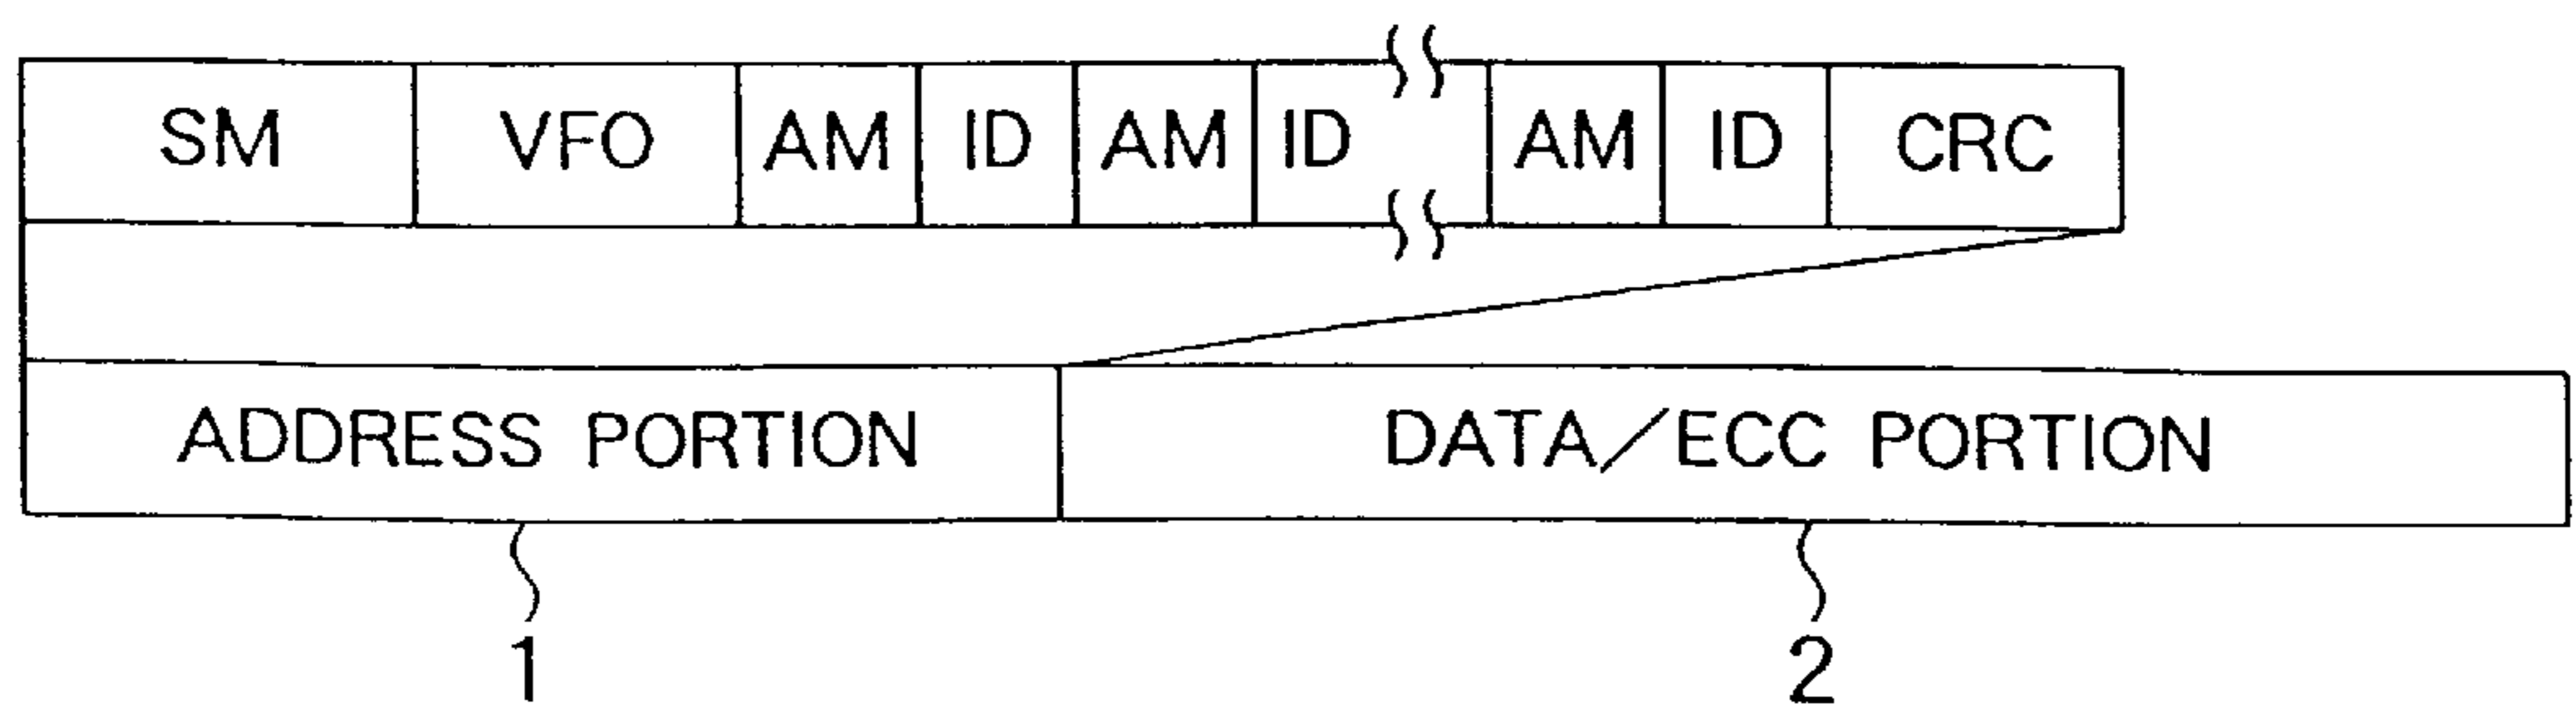 SM VFO AM ID AM ID AM ID CRC
ADDRESS PORTION DATA/ECC PORTION
1 2